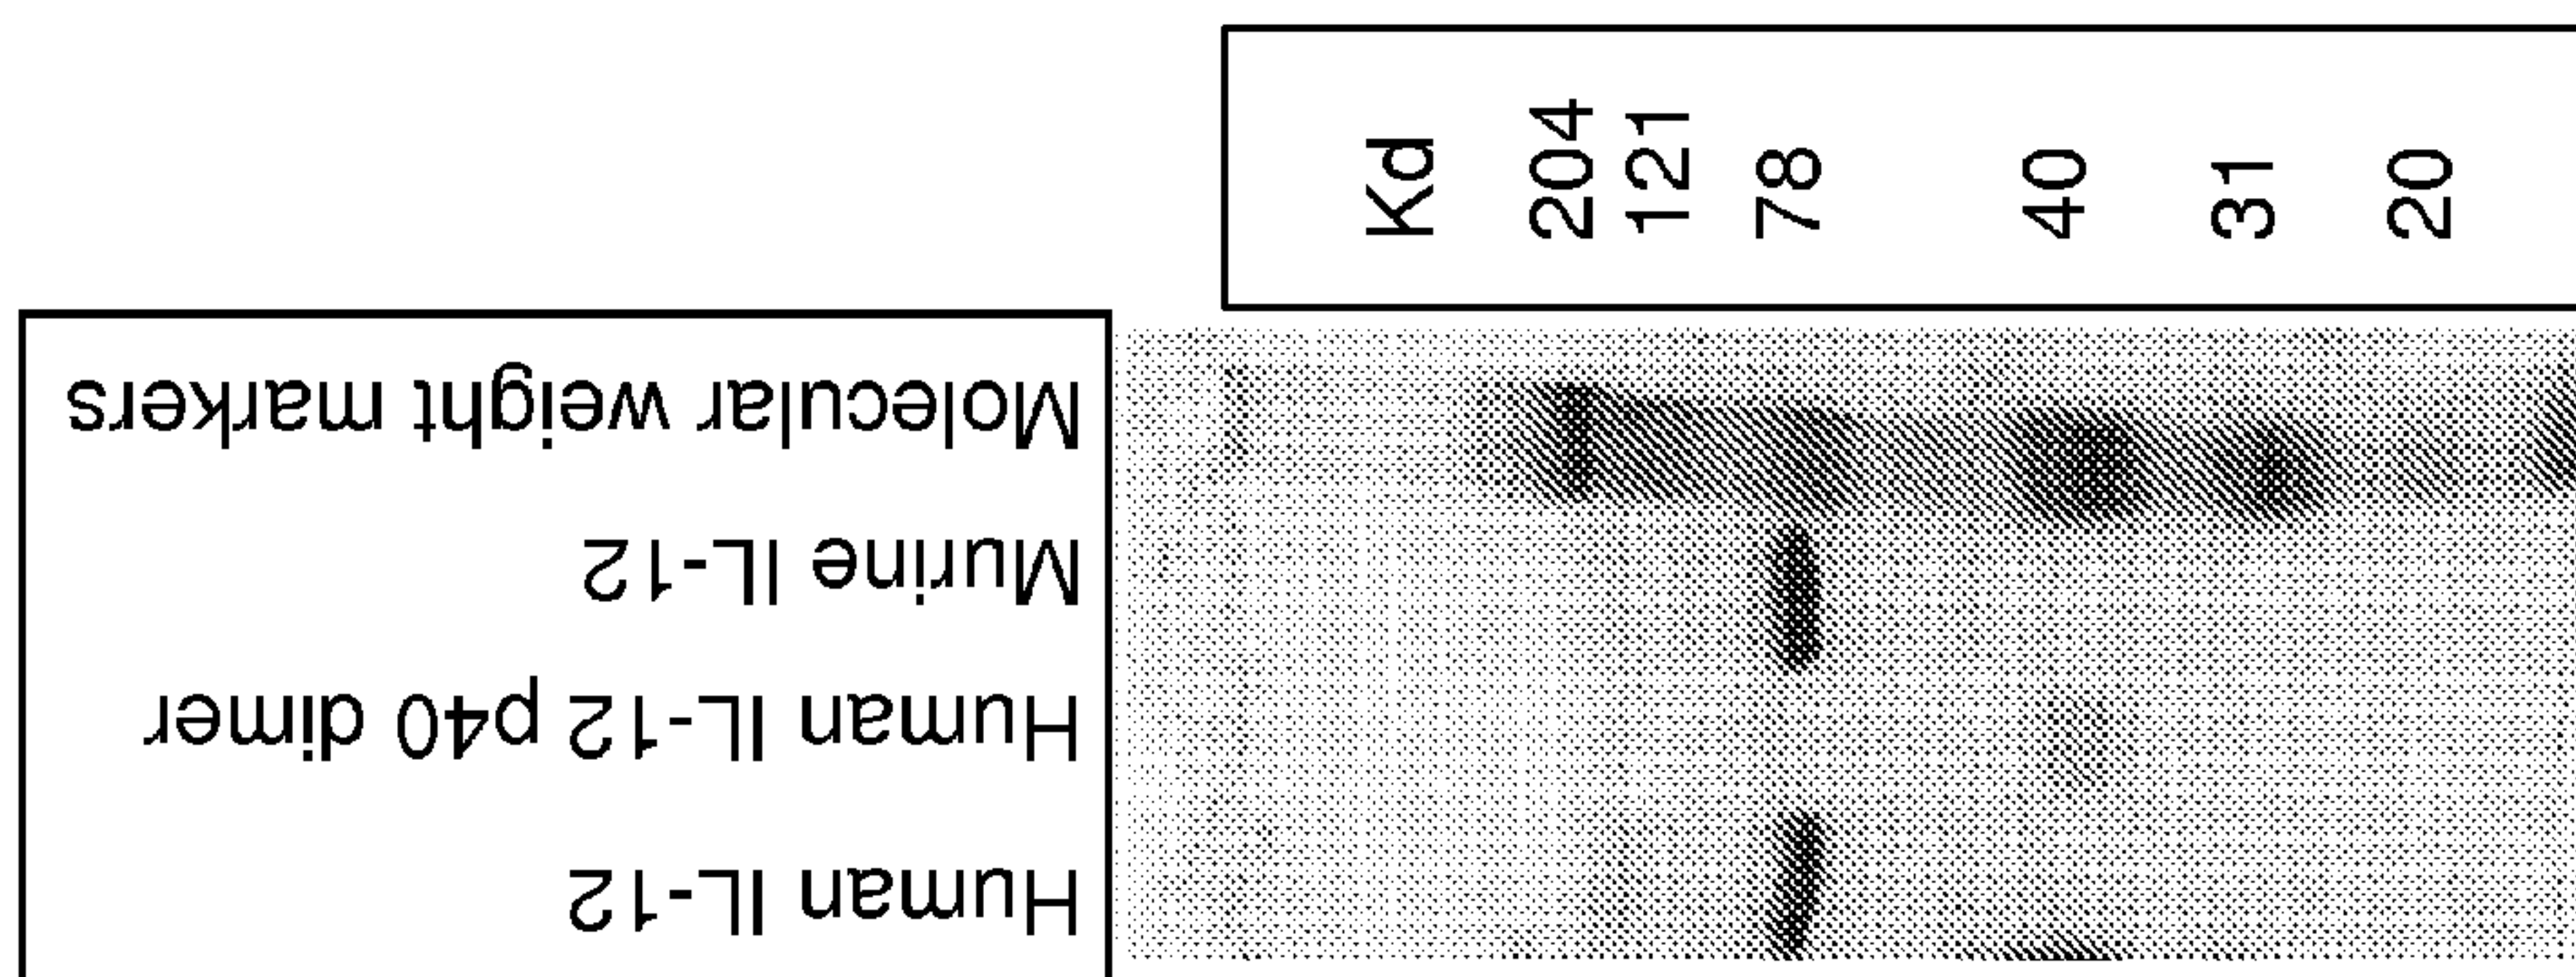 Kd
204
121
78
40
31
20
Molecular weight markers
Murine IL-12
Human IL-12 p40 dimer
Human IL-12